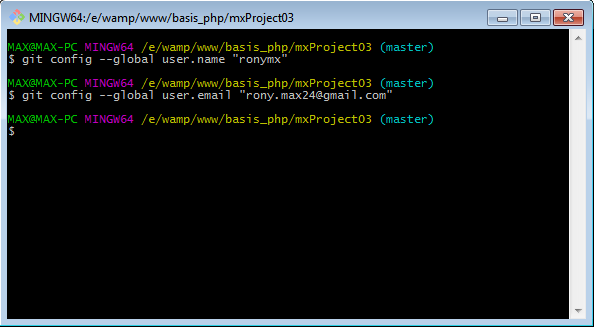 MINGW64:/e/wamp/www/basis_php/mxProject03
MAX@MAX-PC MINGW64 /e/wamp/www/basis_php/mxProject03 (master)
$ git config --global user.name "ronymx"
MAX@MAX-PC MINGW64 /e/wamp/www/basis_php/mxProject03 (master)
$ git config --global user.email "rony.max24@gmail.com"
MAX@MAX-PC MINGW64 /e/wamp/www/basis_php/mxProject03 (master)
$